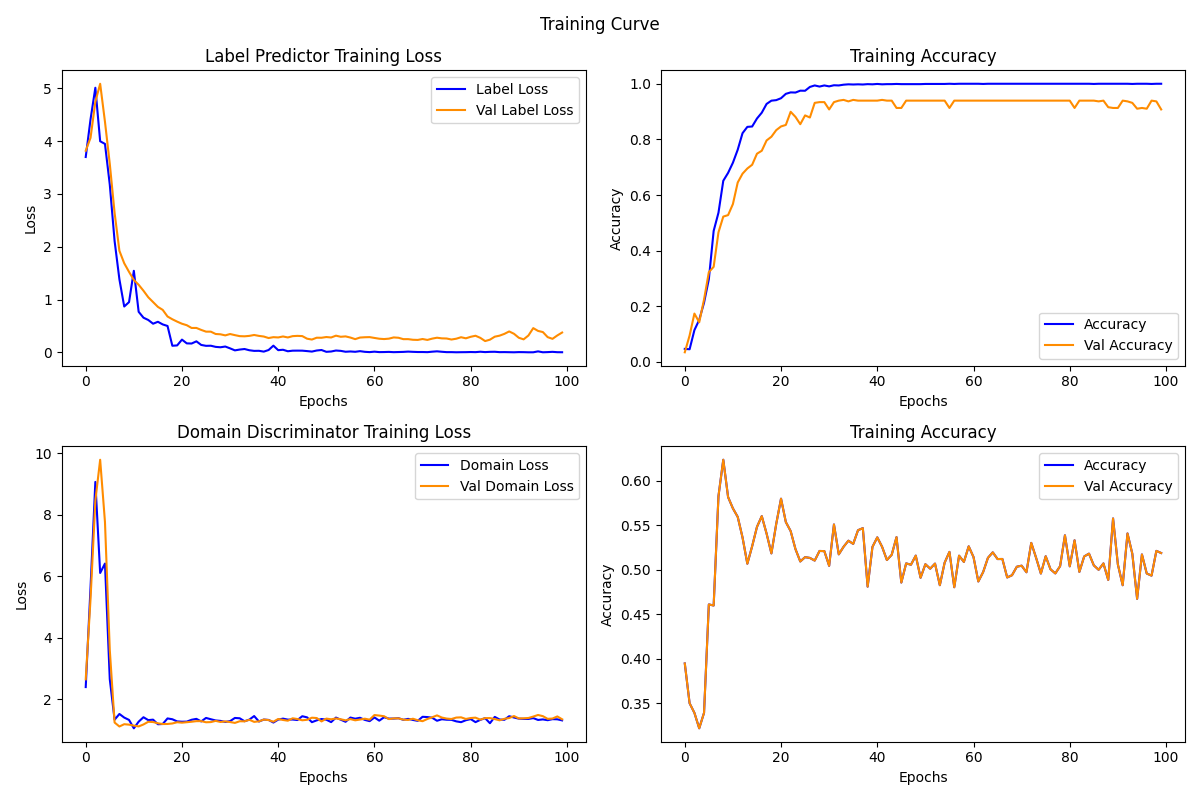 Training Curve
Label Predictor Training Loss
Loss
5
4
3
2
1
0
Label Loss
Val Label Loss
0 20 40 60 80 100
Epochs
Training Accuracy
Accuracy
1.0
0.8
0.6
0.4
0.2
0.0
Accuracy
Val Accuracy
0 20 40 60 80 100
Epochs
Domain Discriminator Training Loss
Loss
10
8
6
4
2
Domain Loss
Val Domain Loss
0 20 40 60 80 100
Epochs
Training Accuracy
Accuracy
0.60
0.55
0.50
0.45
0.40
0.35
Accuracy
Val Accuracy
0 20 40 60 80 100
Epochs